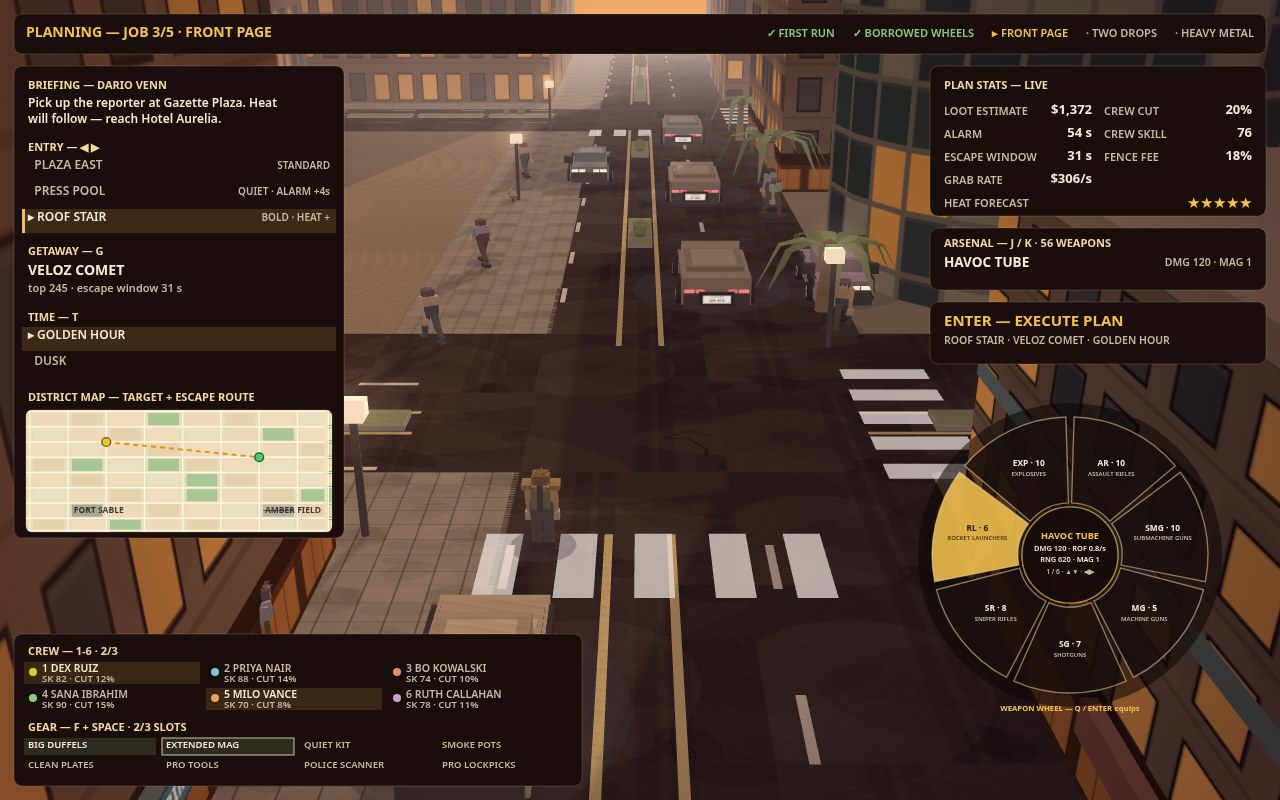 PLANNING — JOB 3/5 · FRONT PAGE
✓ FIRST RUN ✓ BORROWED WHEELS ▸ FRONT PAGE · TWO DROPS · HEAVY METAL
BRIEFING — DARIO VENN
Pick up the reporter at Gazette Plaza. Heat
will follow — reach Hotel Aurelia.
ENTRY — ◀ ▶
PLAZA EAST STANDARD
PRESS POOL QUIET · ALARM +4s
▸ ROOF STAIR BOLD · HEAT +
GETAWAY — G
VELOZ COMET
top 245 · escape window 31 s
TIME — T
▸ GOLDEN HOUR
DUSK
DISTRICT MAP — TARGET + ESCAPE ROUTE
FORT SABLE AMBER FIELD
PLAN STATS — LIVE
LOOT ESTIMATE $1,372 CREW CUT 20%
ALARM 54 s CREW SKILL 76
ESCAPE WINDOW 31 s FENCE FEE 18%
GRAB RATE $306/s
HEAT FORECAST ★★★★★
ARSENAL — J / K · 56 WEAPONS
HAVOC TUBE DMG 120 · MAG 1
ENTER — EXECUTE PLAN
ROOF STAIR · VELOZ COMET · GOLDEN HOUR
EXP · 10
EXPLOSIVES
AR · 10
ASSAULT RIFLES
RL · 6
ROCKET LAUNCHERS
SMG · 10
SUBMACHINE GUNS
HAVOC TUBE
DMG 120 · ROF 0.8/s
RNG 620 · MAG 1
1 / 6 · ▲▼ · ◀▶
SR · 8
SNIPER RIFLES
MG · 5
MACHINE GUNS
SG · 7
SHOTGUNS
WEAPON WHEEL — Q / ENTER equips
CREW — 1-6 · 2/3
1 DEX RUIZ
SK 82 · CUT 12%
2 PRIYA NAIR
SK 88 · CUT 14%
3 BO KOWALSKI
SK 74 · CUT 10%
4 SANA IBRAHIM
SK 90 · CUT 15%
5 MILO VANCE
SK 70 · CUT 8%
6 RUTH CALLAHAN
SK 78 · CUT 11%
GEAR — F + SPACE · 2/3 SLOTS
BIG DUFFELS EXTENDED MAG QUIET KIT SMOKE POTS
CLEAN PLATES PRO TOOLS POLICE SCANNER PRO LOCKPICKS